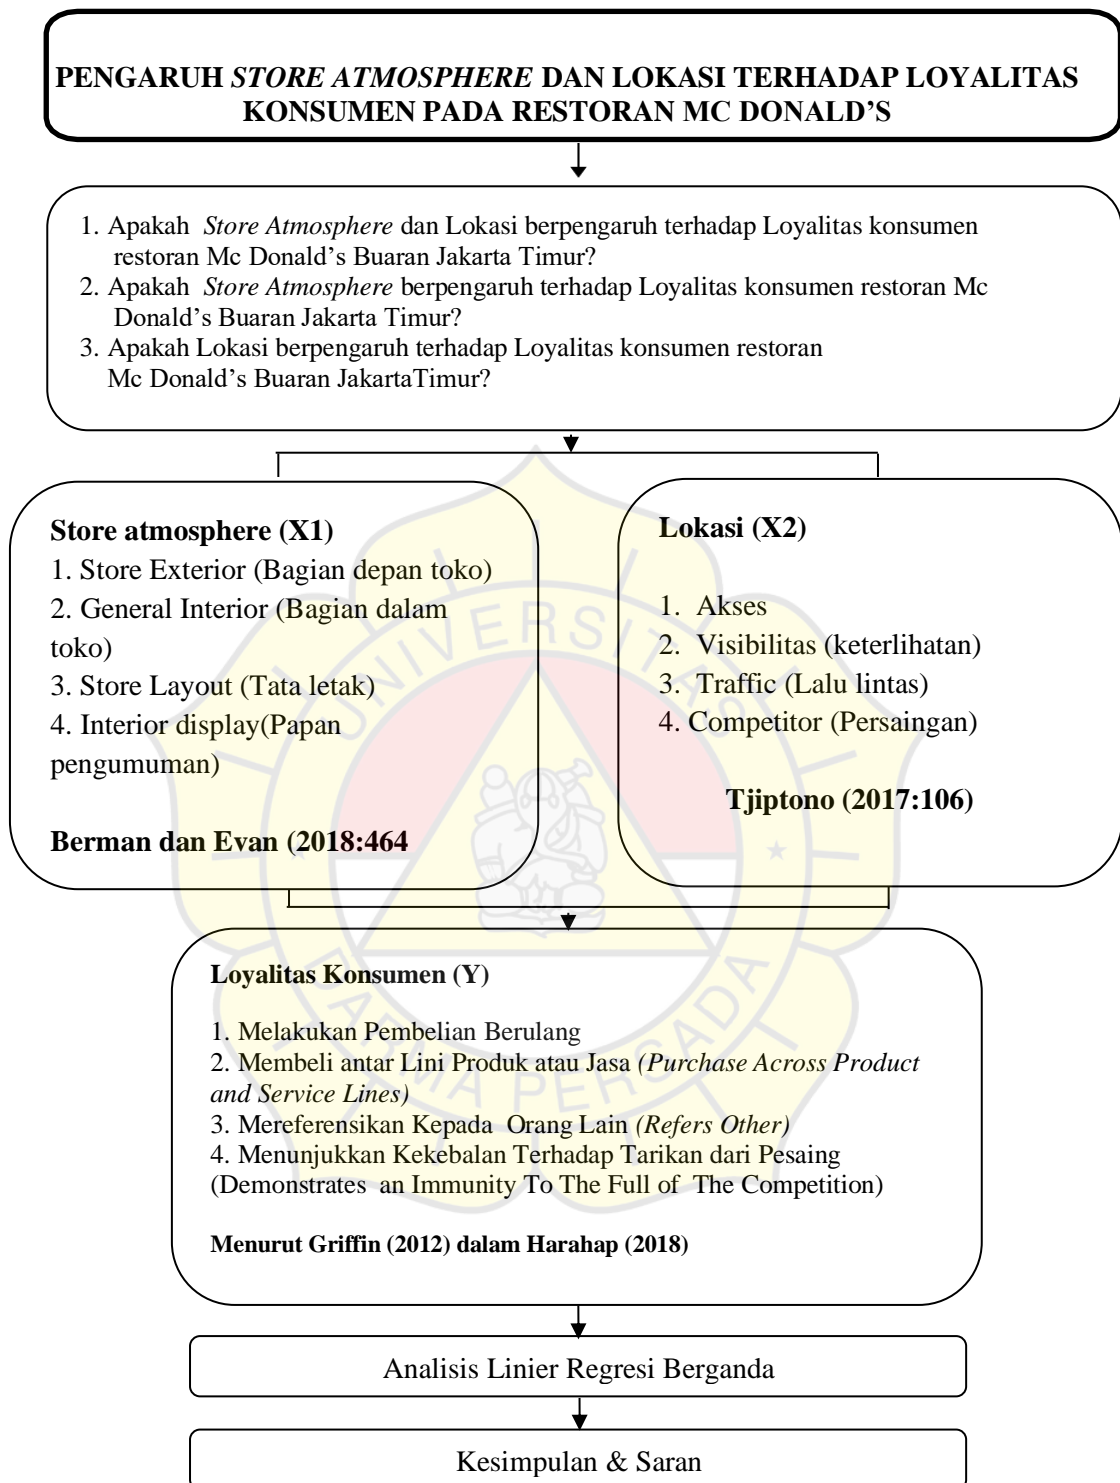 PENGARUH STORE ATMOSPHERE DAN LOKASI TERHADAP LOYALITAS
KONSUMEN PADA RESTORAN MC DONALD’S
1. Apakah Store Atmosphere dan Lokasi berpengaruh terhadap Loyalitas konsumen
restoran Mc Donald’s Buaran Jakarta Timur?
2. Apakah Store Atmosphere berpengaruh terhadap Loyalitas konsumen restoran Mc
Donald’s Buaran Jakarta Timur?
3. Apakah Lokasi berpengaruh terhadap Loyalitas konsumen restoran
Mc Donald’s Buaran JakartaTimur?
Store atmosphere (X1)
1. Store Exterior (Bagian depan toko)
2. General Interior (Bagian dalam
toko)
3. Store Layout (Tata letak)
4. Interior display(Papan
pengumuman)
Berman dan Evan (2018:464
Lokasi (X2)
1. Akses
2. Visibilitas (keterlihatan)
3. Traffic (Lalu lintas)
4. Competitor (Persaingan)
Tjiptono (2017:106)
Loyalitas Konsumen (Y)
1. Melakukan Pembelian Berulang
2. Membeli antar Lini Produk atau Jasa (Purchase Across Product
and Service Lines)
3. Mereferensikan Kepada Orang Lain (Refers Other)
4. Menunjukkan Kekebalan Terhadap Tarikan dari Pesaing
(Demonstrates an Immunity To The Full of The Competition)
Menurut Griffin (2012) dalam Harahap (2018)
Analisis Linier Regresi Berganda
Kesimpulan & Saran
UNIVERSITAS
DARMA PERSADA